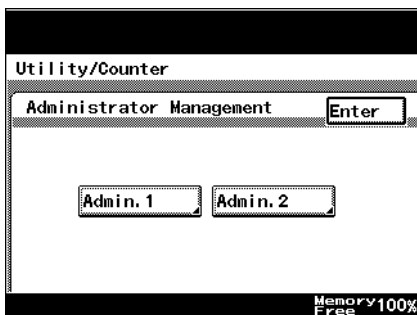 Utility/Counter
Administrator Management Enter
Admin.1 Admin.2
Memory Free 100%